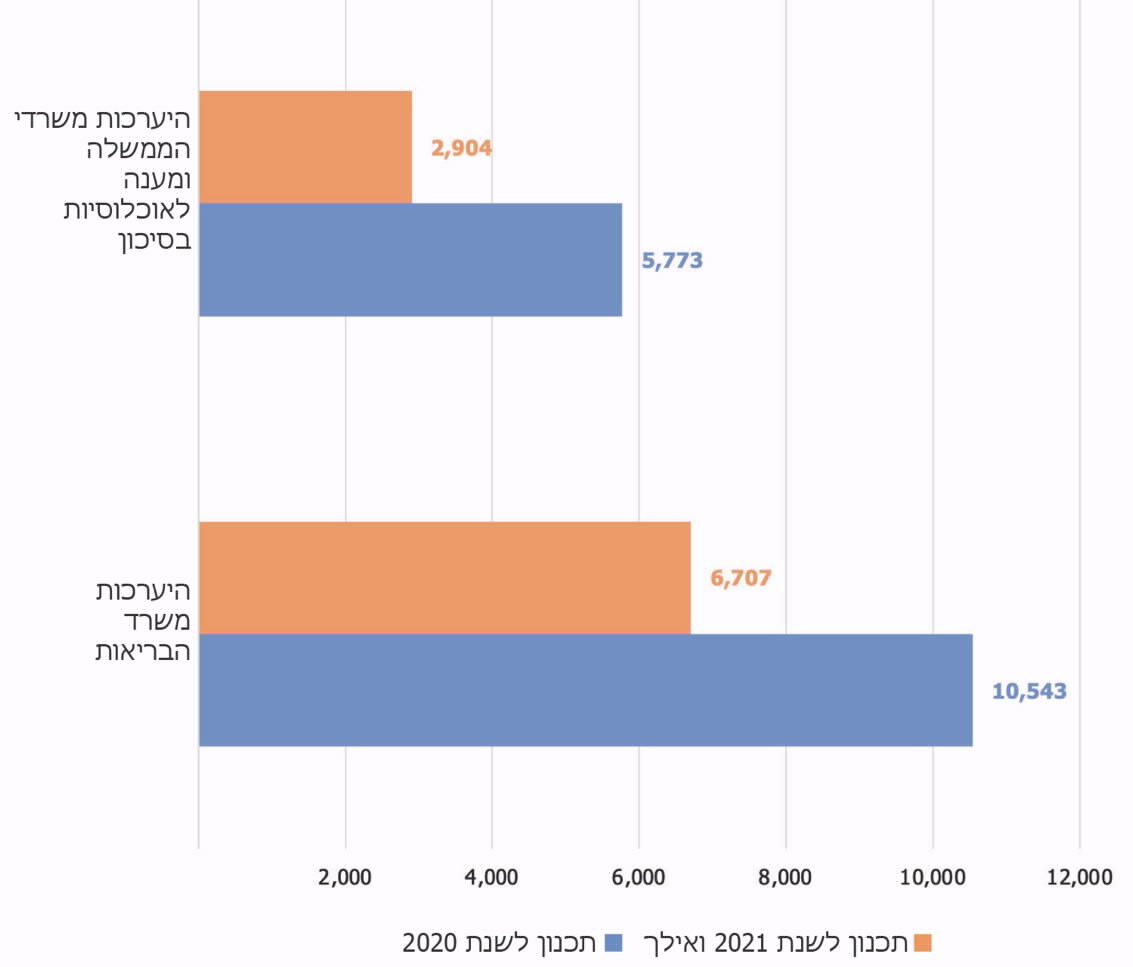 היערכות משרדי
הממשלה
ומענה
לאוכלוסיות
בסיכון
2,904
5,773
היערכות
משרד
הבריאות
6,707
10,543
2,000 4,000 6,000 8,000 10,000 12,000
תכנון לשנת 2021 ואילך תכנון לשנת 2020